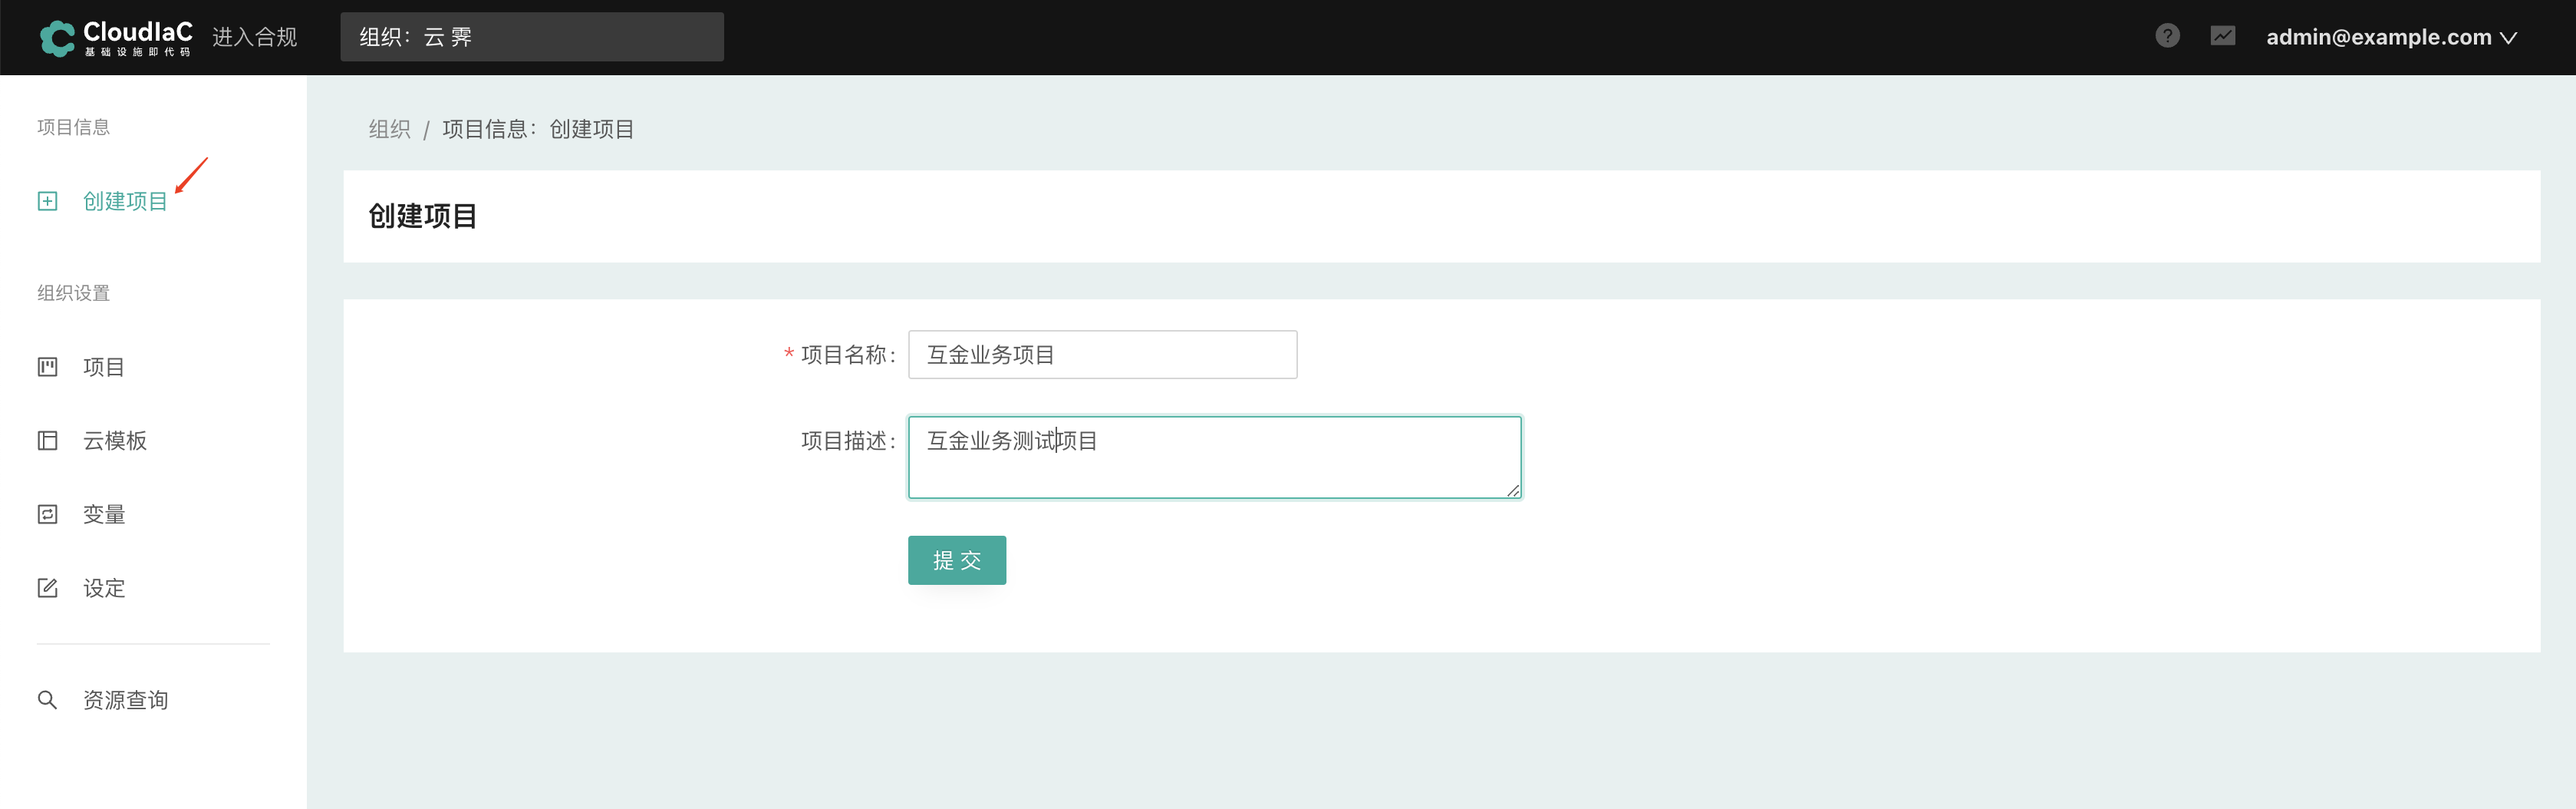 CloudIaC
基础设施即代码
进入合规
组织：云霁
admin@example.com
项目信息
创建项目
组织设置
项目
云模板
变量
设定
资源查询
组织 / 项目信息：创建项目
创建项目
* 项目名称：互金业务项目
项目描述：互金业务测试项目
提 交